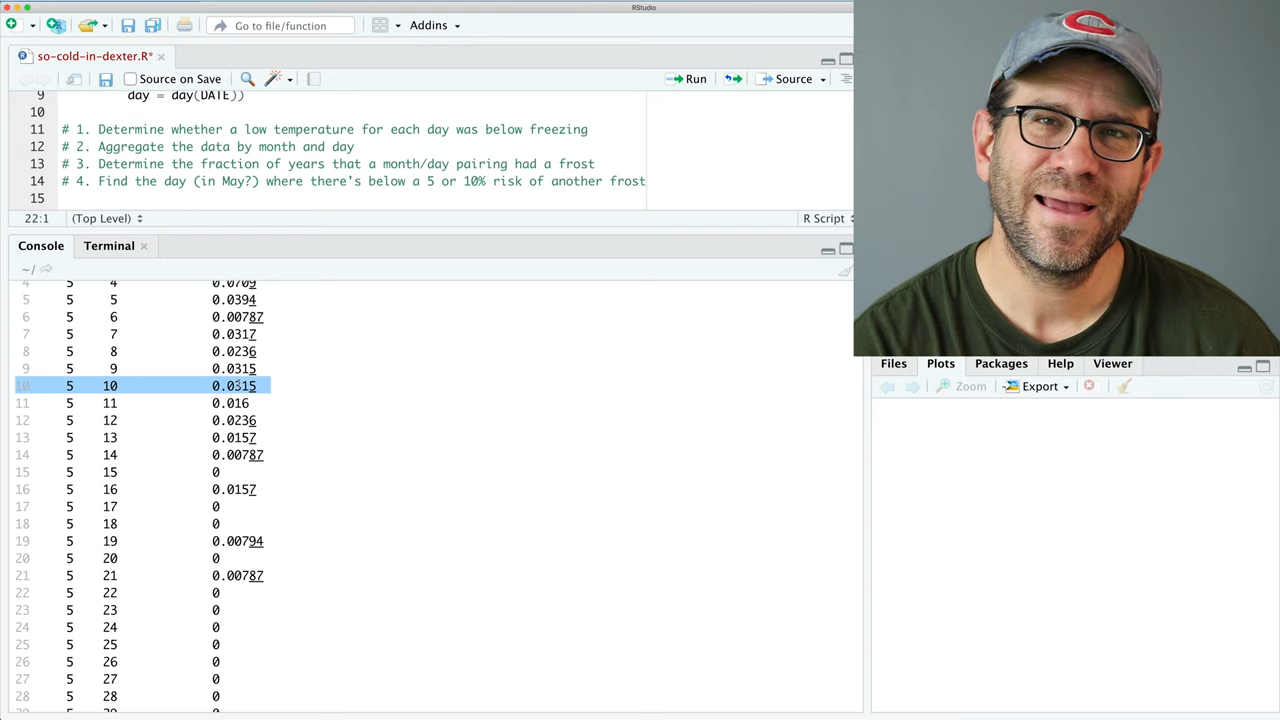 RStudio
Go to file/function
Addins
so-cold-in-dexter.R*
Source on Save
Run
Source
9 day = day(DATE))
10
11 # 1. Determine whether a low temperature for each day was below freezing
12 # 2. Aggregate the data by month and day
13 # 3. Determine the fraction of years that a month/day pairing had a frost
14 # 4. Find the day (in May?) where there's below a 5 or 10% risk of another frost
15
22:1 (Top Level) R Script
Console Terminal
~/
4 5 4 0.0709
5 5 5 0.0394
6 5 6 0.00787
7 5 7 0.0317
8 5 8 0.0236
9 5 9 0.0315
10 5 10 0.0315
11 5 11 0.016
12 5 12 0.0236
13 5 13 0.0157
14 5 14 0.00787
15 5 15 0
16 5 16 0.0157
17 5 17 0
18 5 18 0
19 5 19 0.00794
20 5 20 0
21 5 21 0.00787
22 5 22 0
23 5 23 0
24 5 24 0
25 5 25 0
26 5 26 0
27 5 27 0
28 5 28 0
Files Plots Packages Help Viewer
Zoom Export